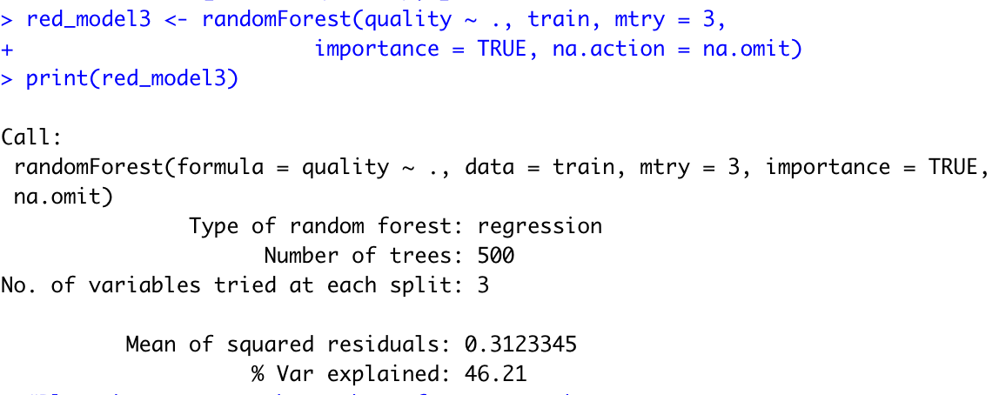 > red_model3 <- randomForest(quality ~ ., train, mtry = 3,
+                         importance = TRUE, na.action = na.omit)
> print(red_model3)
Call:
 randomForest(formula = quality ~ ., data = train, mtry = 3, importance = TRUE,
 na.omit)
               Type of random forest: regression
                     Number of trees: 500
No. of variables tried at each split: 3
          Mean of squared residuals: 0.3123345
                    % Var explained: 46.21